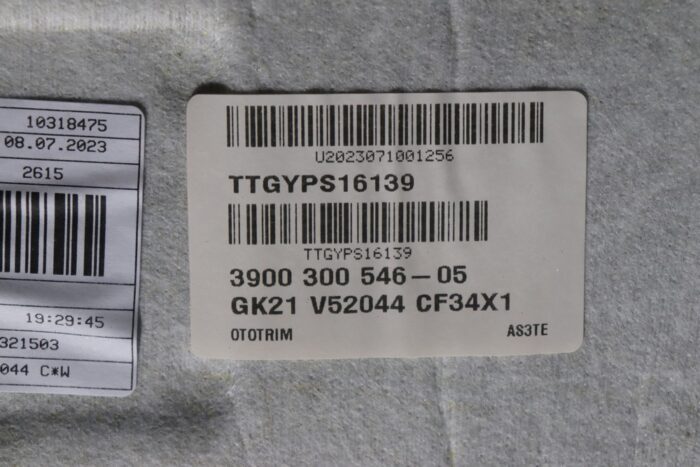 10318475
08.07.2023
2615
19:29:45
321503
044 C*W
U2023071001256
TTGYPS16139
TTGYPS16139
3900 300 546-05
GK21 V52044 CF34X1
OTOTRIM AS3TE